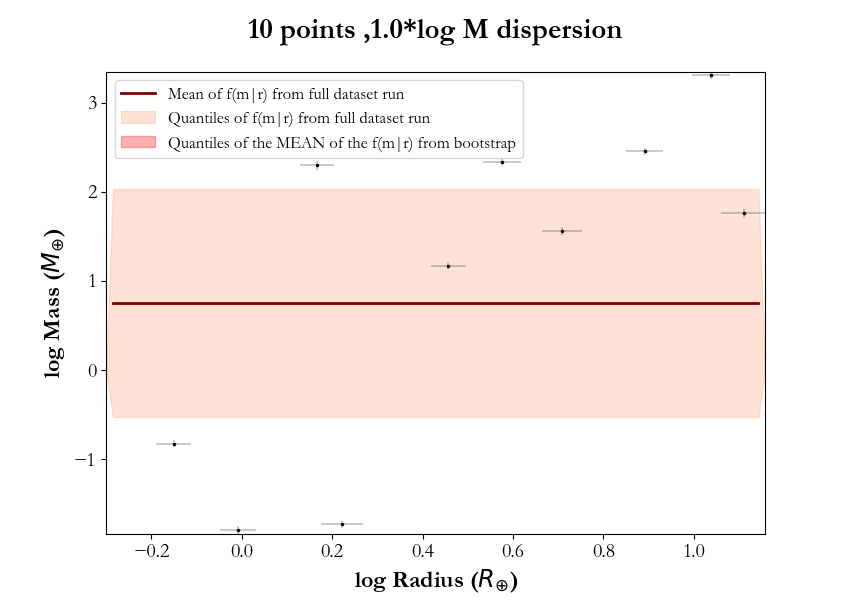 10 points ,1.0*log M dispersion
Mean of f(m|r) from full dataset run
Quantiles of f(m|r) from full dataset run
Quantiles of the MEAN of the f(m|r) from bootstrap
3
2
1
0
−1
log Mass (M⊕)
−0.2 0.0 0.2 0.4 0.6 0.8 1.0
log Radius (R⊕)